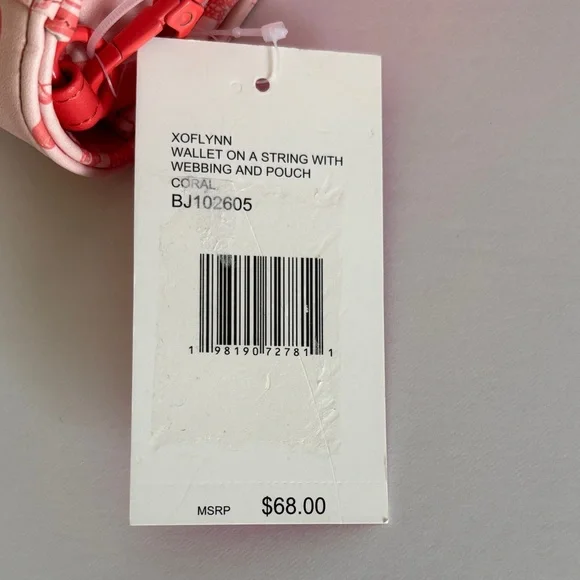 XOFLYNN
WALLET ON A STRING WITH
WEBBING AND POUCH
CORAL
BJ102605
1 98190 72781 1
MSRP $68.00